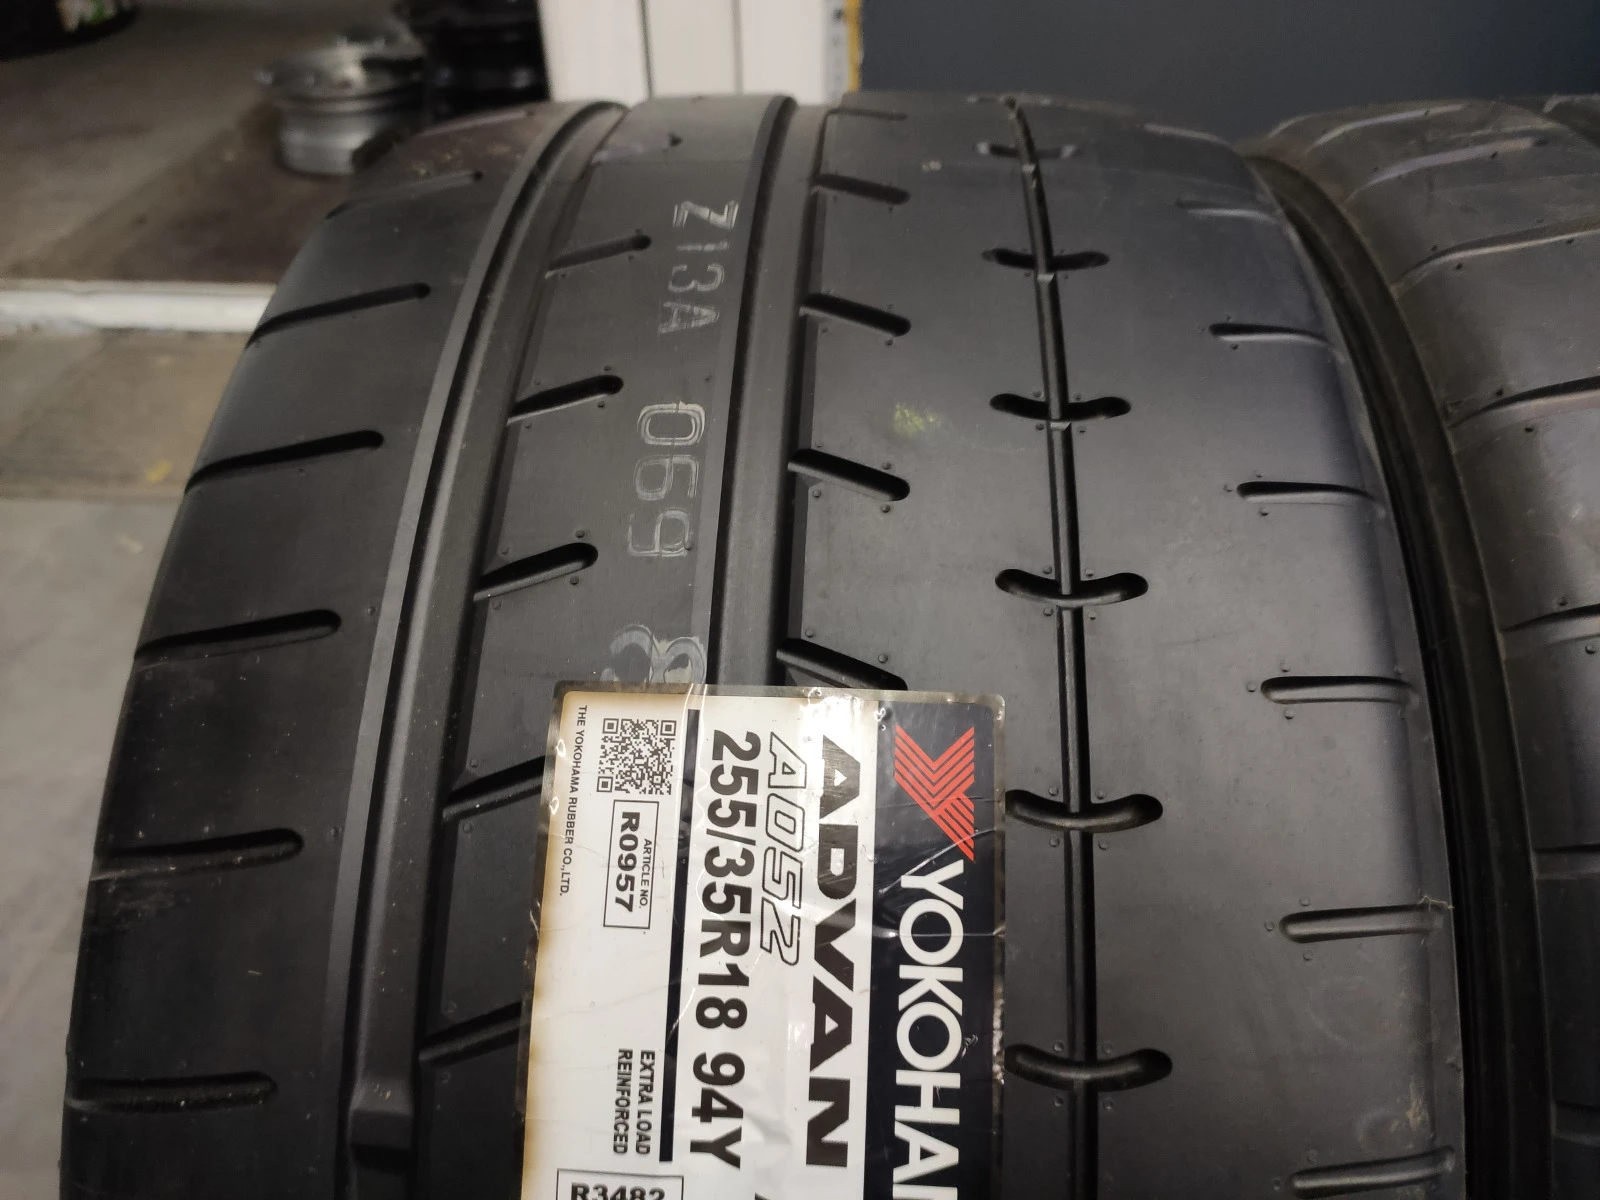 Z13A 069 8
YOKOHAMA
ADVAN
A052
255/35R18 94Y
EXTRA LOAD
REINFORCED
ARTICLE NO.
R0957
R3482
THE YOKOHAMA RUBBER CO.,LTD.